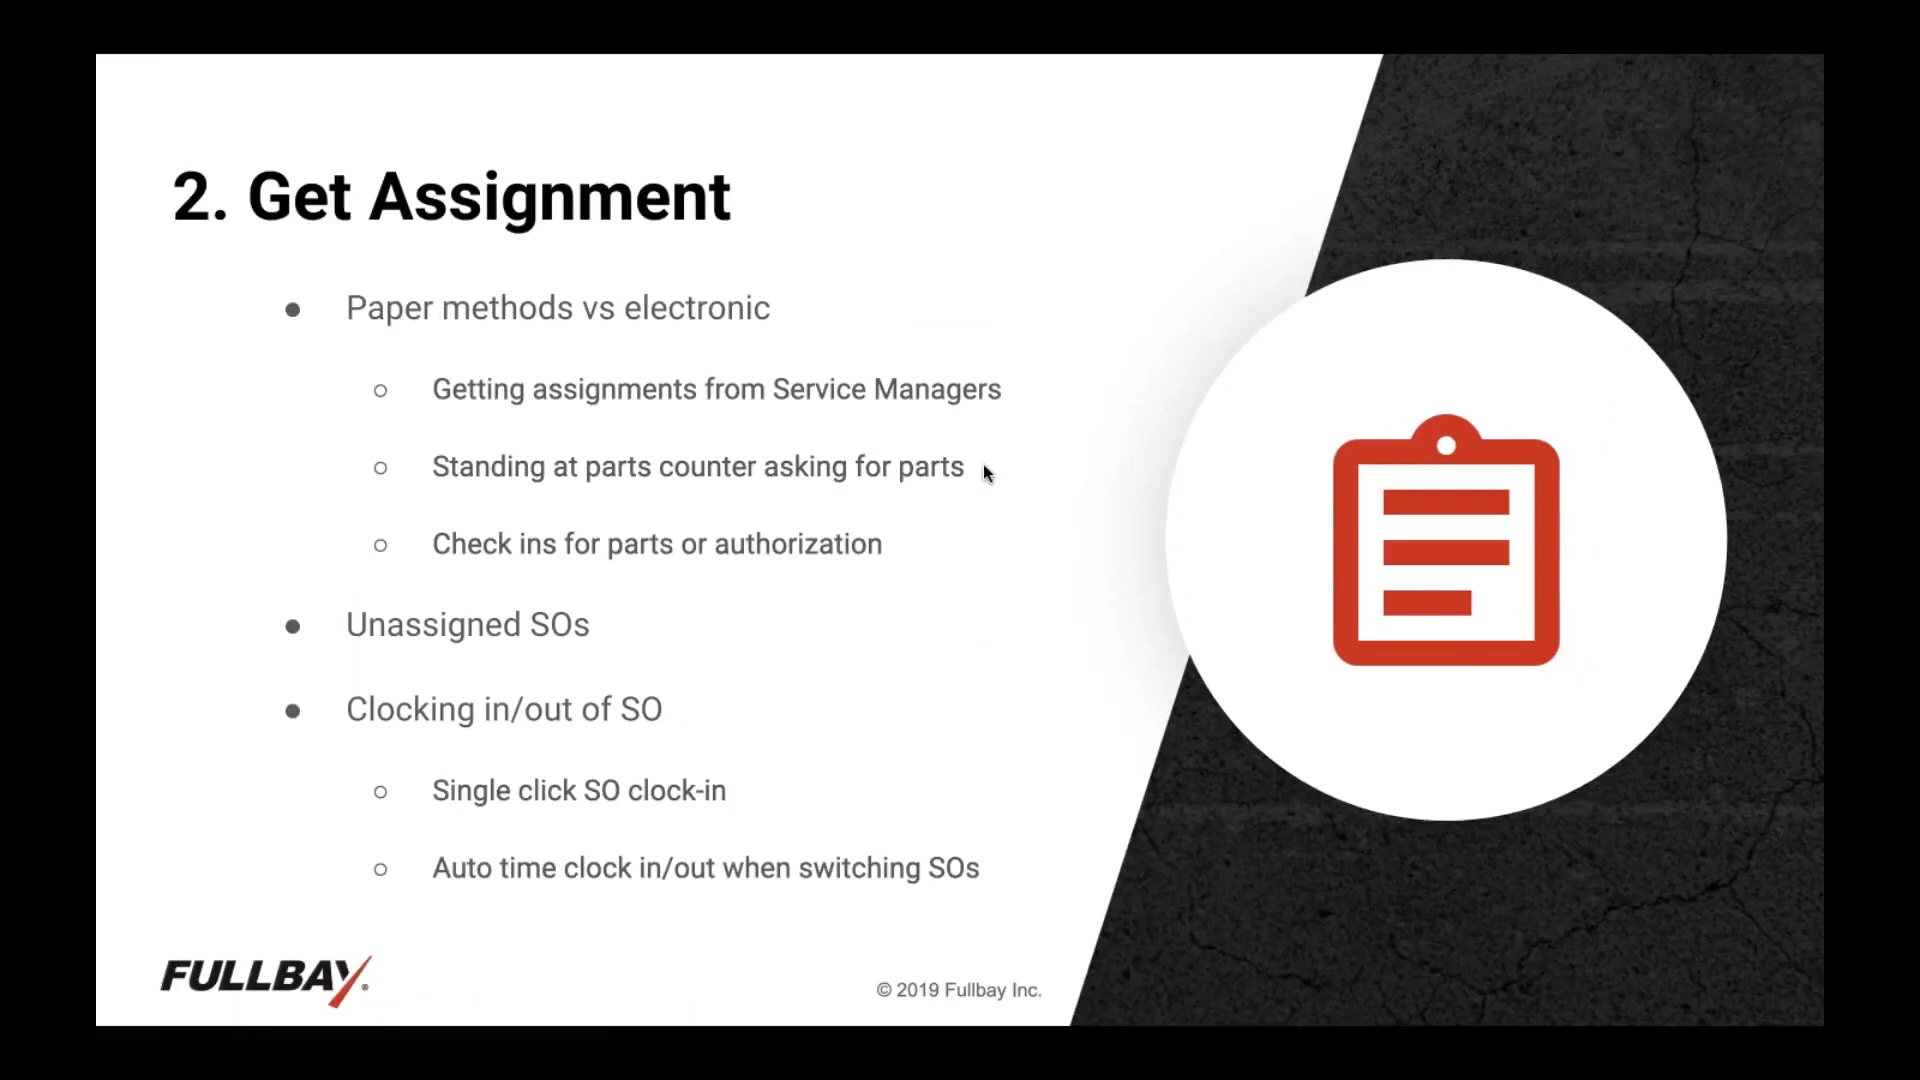 2. Get Assignment
● Paper methods vs electronic
○ Getting assignments from Service Managers
○ Standing at parts counter asking for parts
○ Check ins for parts or authorization
● Unassigned SOs
● Clocking in/out of SO
○ Single click SO clock-in
○ Auto time clock in/out when switching SOs
FULLBAY®
© 2019 Fullbay Inc.